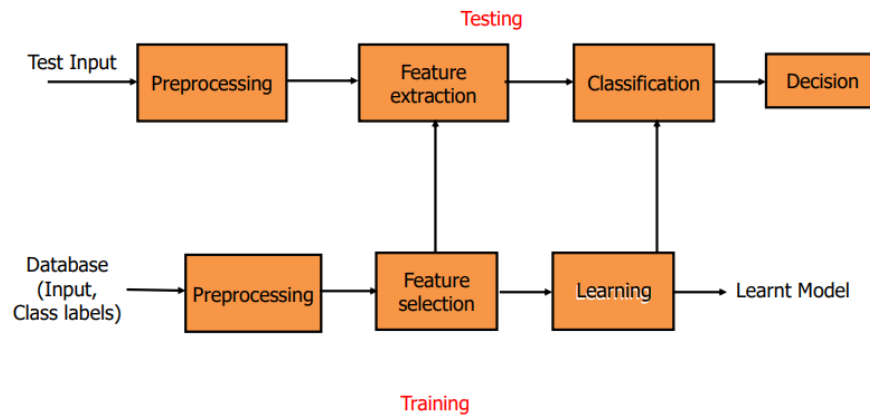 Testing
Test Input
Preprocessing
Feature
extraction
Classification
Decision
Database
(Input,
Class labels)
Preprocessing
Feature
selection
Learning
Learnt Model
Training